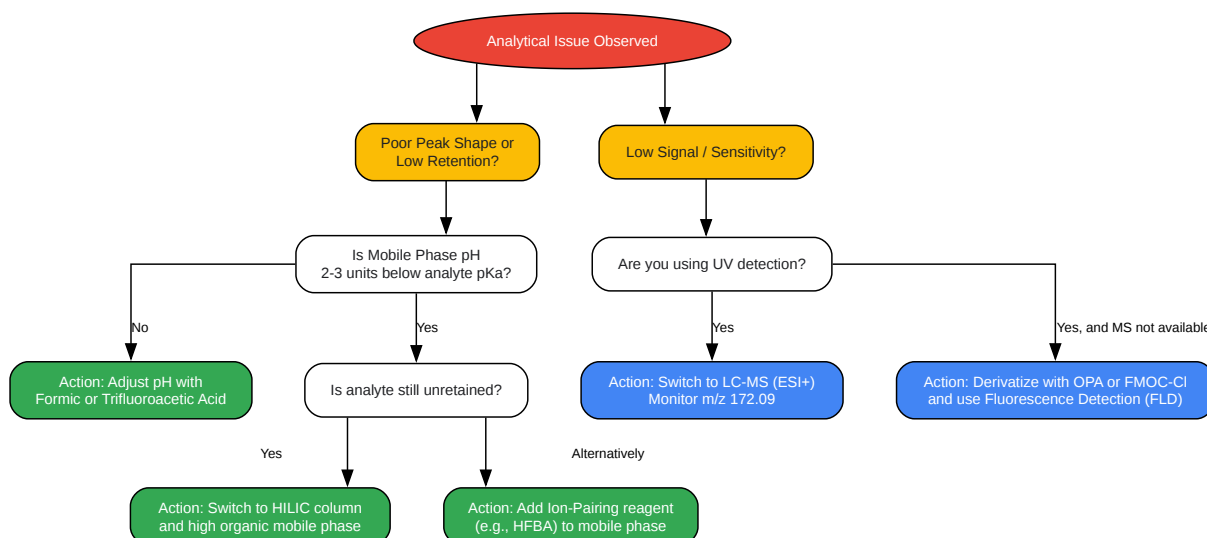 Analytical Issue Observed
Poor Peak Shape or
Low Retention?
Low Signal / Sensitivity?
Is Mobile Phase pH
2-3 units below analyte pKa?
Are you using UV detection?
No
Yes
Yes
Yes, and MS not available
Action: Adjust pH with
Formic or Trifluoroacetic Acid
Is analyte still unretained?
Action: Switch to LC-MS (ESI+)
Monitor m/z 172.09
Action: Derivatize with OPA or FMOC-Cl
and use Fluorescence Detection (FLD)
Yes
Alternatively
Action: Switch to HILIC column
and high organic mobile phase
Action: Add Ion-Pairing reagent
(e.g., HFBA) to mobile phase